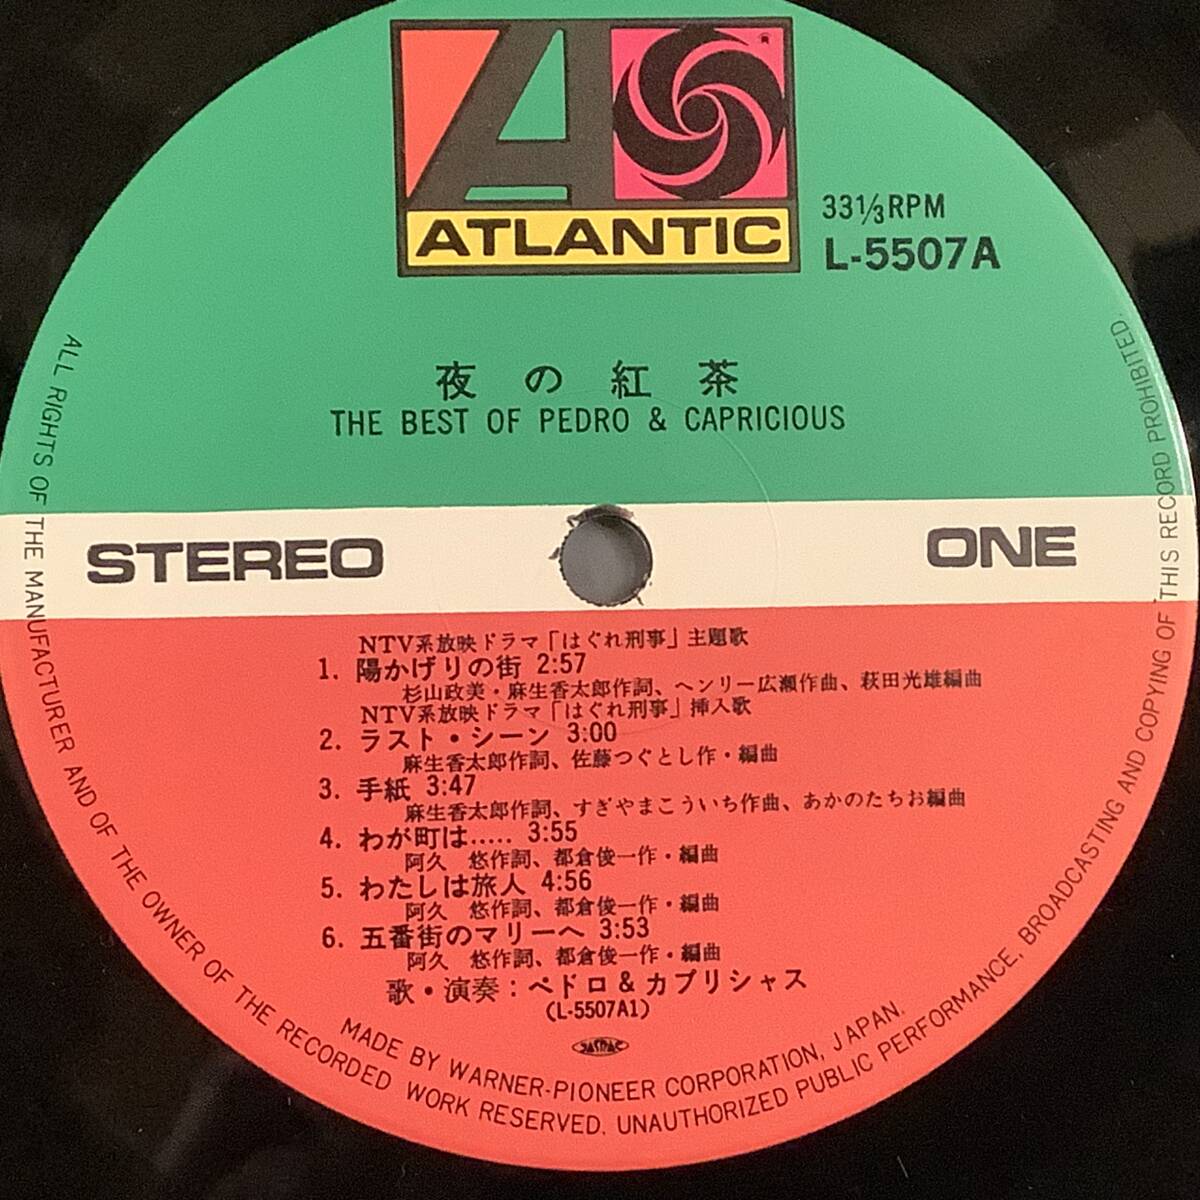 ATLANTIC
®
33⅓RPM
L-5507A
夜の紅茶
THE BEST OF PEDRO & CAPRICIOUS
STEREO
ONE
NTV系放映ドラマ「はぐれ刑事」主題歌
1. 陽かげりの街 2:57
杉山政美・麻生香太郎作詞、ヘンリー広瀬作曲、萩田光雄編曲
NTV系放映ドラマ「はぐれ刑事」挿入歌
2. ラスト・シーン 3:00
麻生香太郎作詞、佐藤つぐとし作・編曲
3. 手紙 3:47
麻生香太郎作詞、すぎやまこういち作曲、あかのたちお編曲
4. わが町は..... 3:55
阿久 悠作詞、都倉俊一作・編曲
5. わたしは旅人 4:56
阿久 悠作詞、都倉俊一作・編曲
6. 五番街のマリーへ 3:53
阿久 悠作詞、都倉俊一作・編曲
歌・演奏：ペドロ&カプリシャス
(L-5507A1)
JASRAC
MADE BY WARNER-PIONEER CORPORATION, JAPAN.
ALL RIGHTS OF THE MANUFACTURER AND OF THE OWNER OF THE RECORDED WORK RESERVED. UNAUTHORIZED PUBLIC PERFORMANCE, BROADCASTING AND COPYING OF THIS RECORD PROHIBITED.